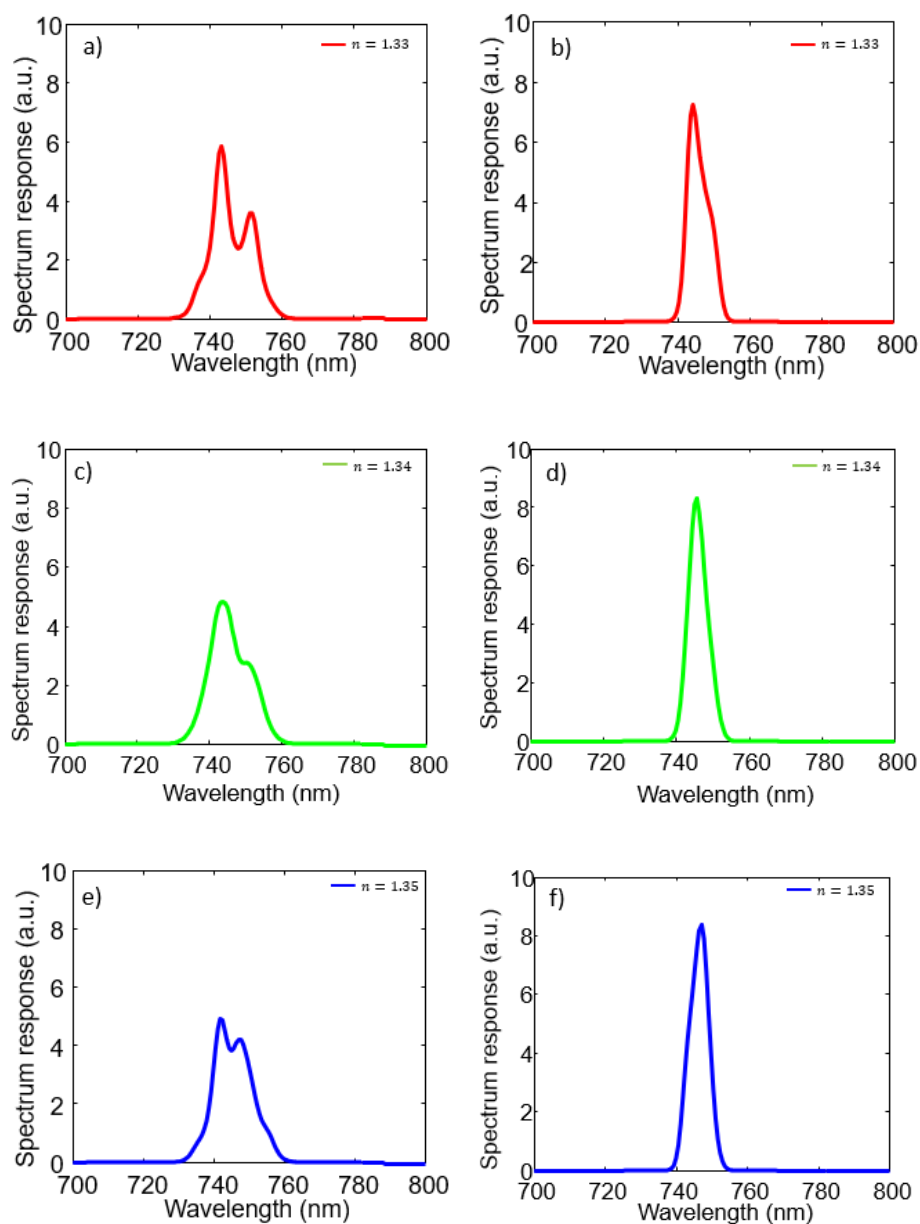 a)
n = 1.33
Spectrum response (a.u.)
10
8
6
4
2
0
700 720 740 760 780 800
Wavelength (nm)
b)
n = 1.33
Spectrum response (a.u.)
10
8
6
4
2
0
700 720 740 760 780 800
Wavelength (nm)
c)
n = 1.34
Spectrum response (a.u.)
10
8
6
4
2
0
700 720 740 760 780 800
Wavelength (nm)
d)
n = 1.34
Spectrum response (a.u.)
10
8
6
4
2
0
700 720 740 760 780 800
Wavelength (nm)
e)
n = 1.35
Spectrum response (a.u.)
10
8
6
4
2
0
700 720 740 760 780 800
Wavelength (nm)
f)
n = 1.35
Spectrum response (a.u.)
10
8
6
4
2
0
700 720 740 760 780 800
Wavelength (nm)